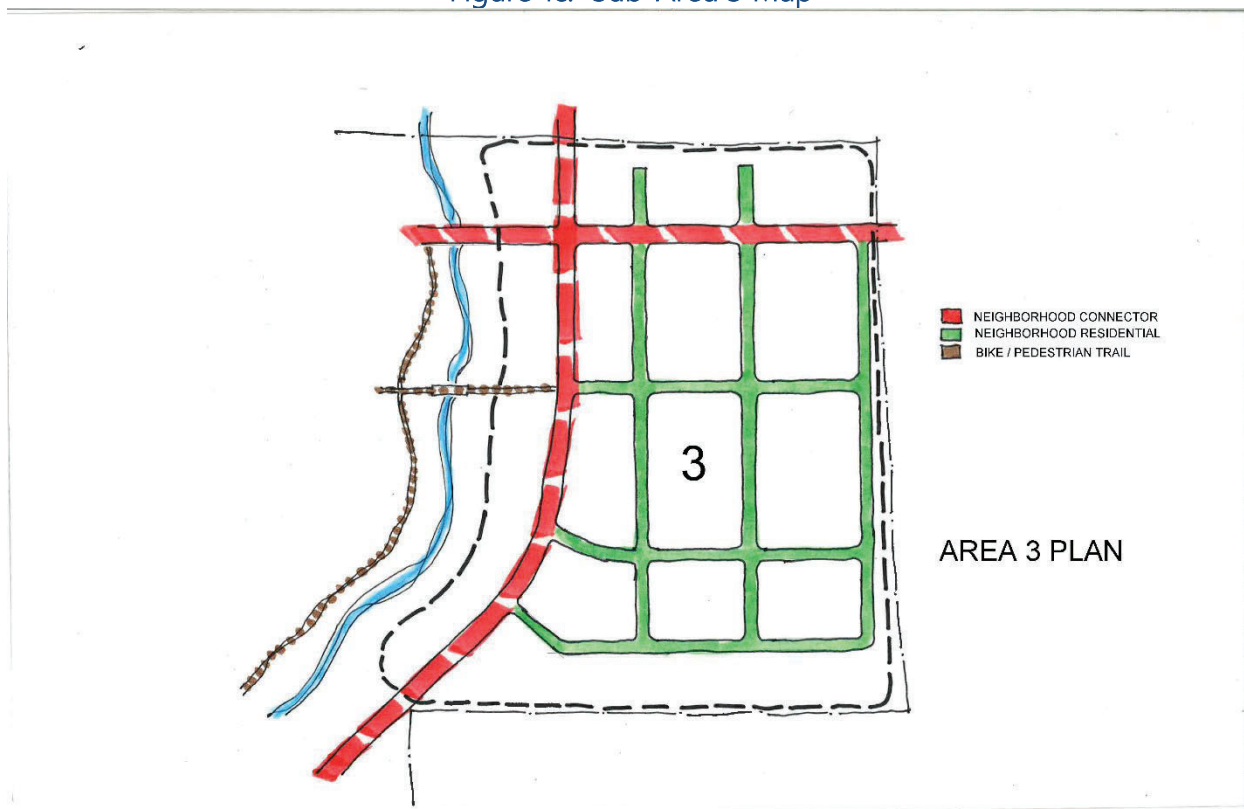 NEIGHBORHOOD CONNECTOR
NEIGHBORHOOD RESIDENTIAL
BIKE / PEDESTRIAN TRAIL
3
AREA 3 PLAN